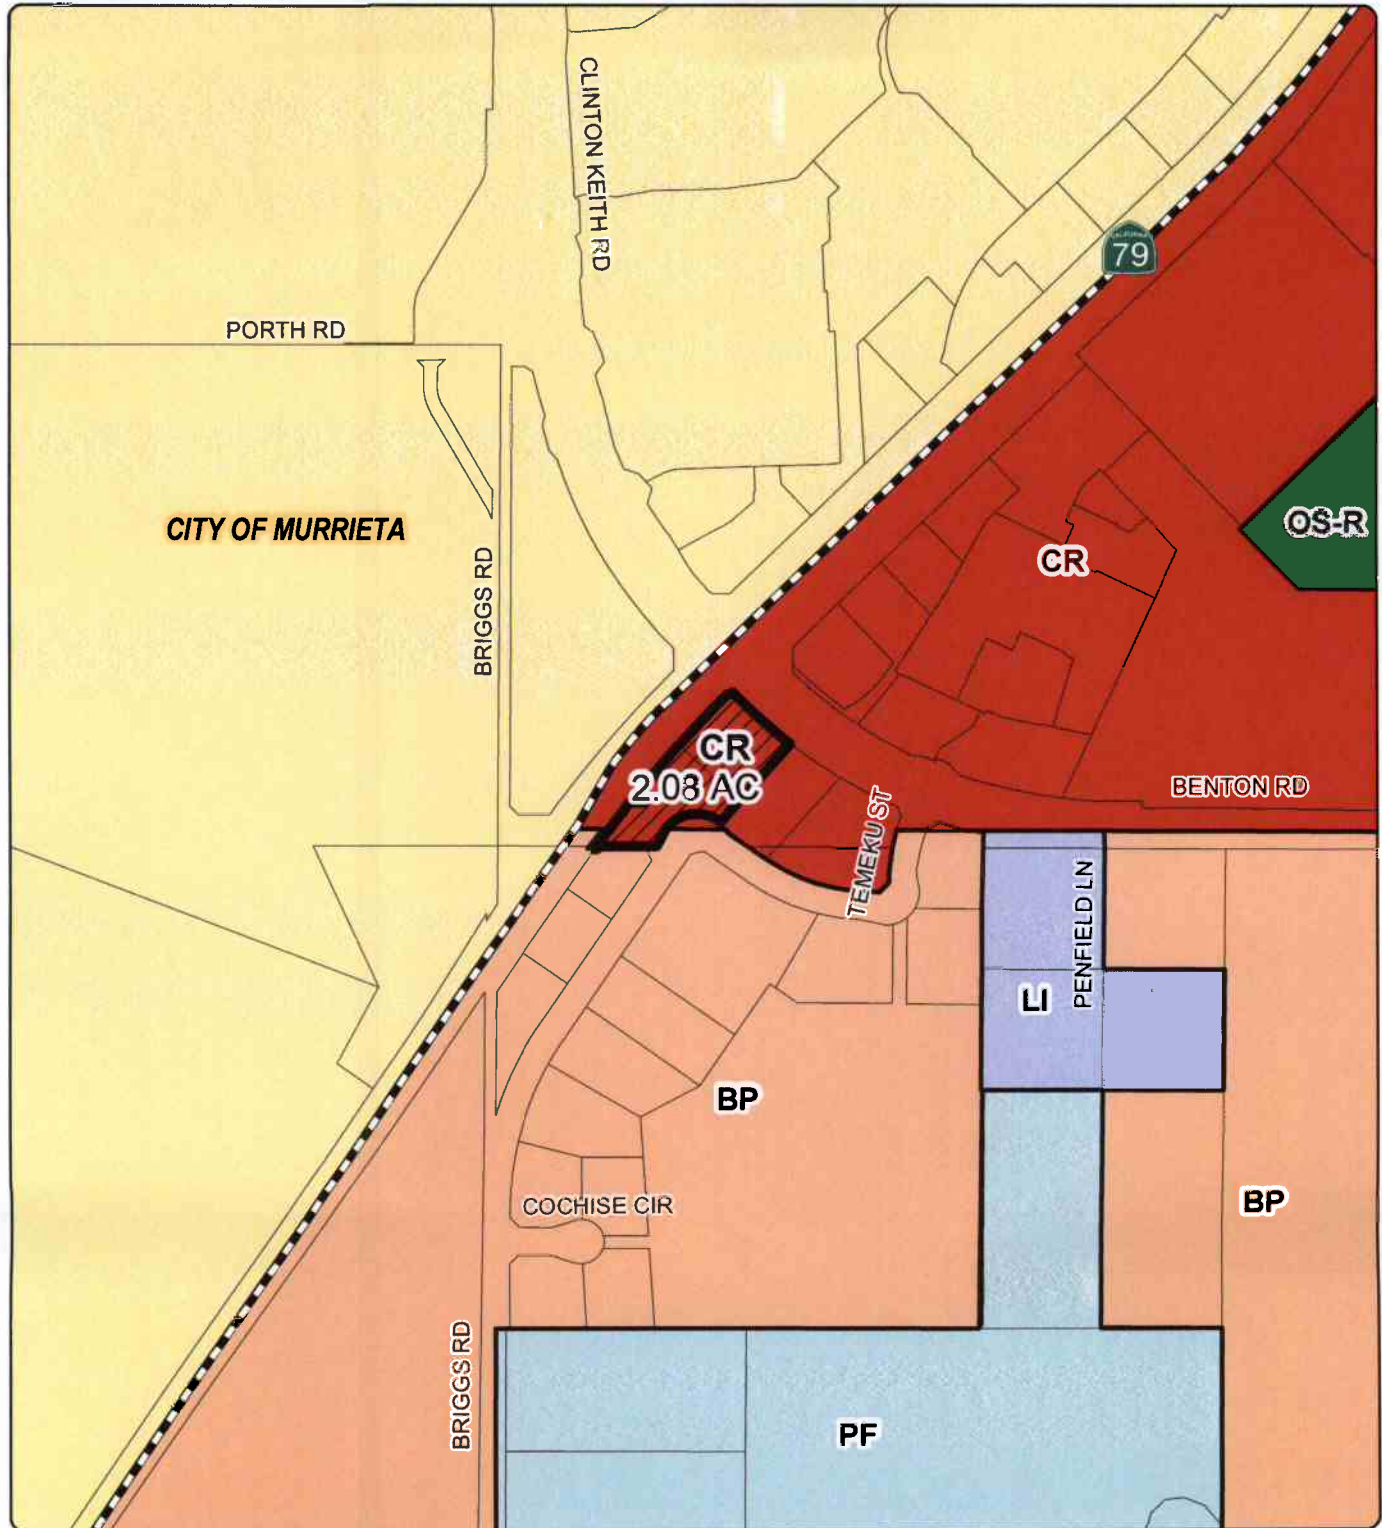 CLINTON KEITH RD
CALIFORNIA
79
PORTH RD
CITY OF MURRIETA
OS-R
CR
BRIGGS RD
CR
2.08 AC
BENTON RD
TEMEKU ST
PENFIELD LN
LI
BP
COCHISE CIR
BP
BRIGGS RD
PF